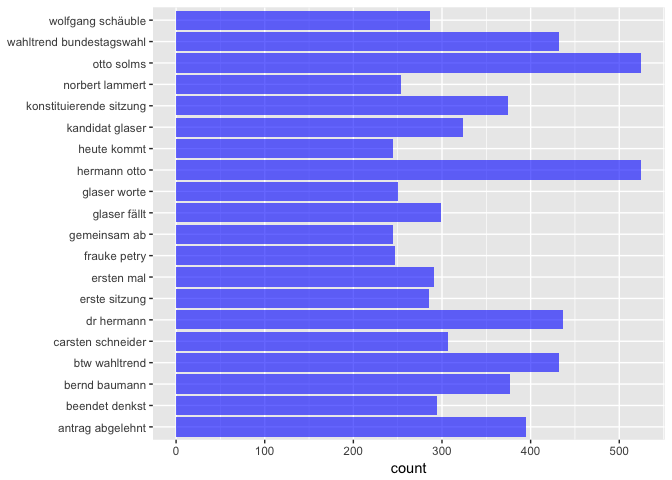 wolfgang schäuble
wahltrend bundestagswahl
otto solms
norbert lammert
konstituierende sitzung
kandidat glaser
heute kommt
hermann otto
glaser worte
glaser fällt
gemeinsam ab
frauke petry
ersten mal
erste sitzung
dr hermann
carsten schneider
btw wahltrend
bernd baumann
beendet denkst
antrag abgelehnt
0 100 200 300 400 500
count